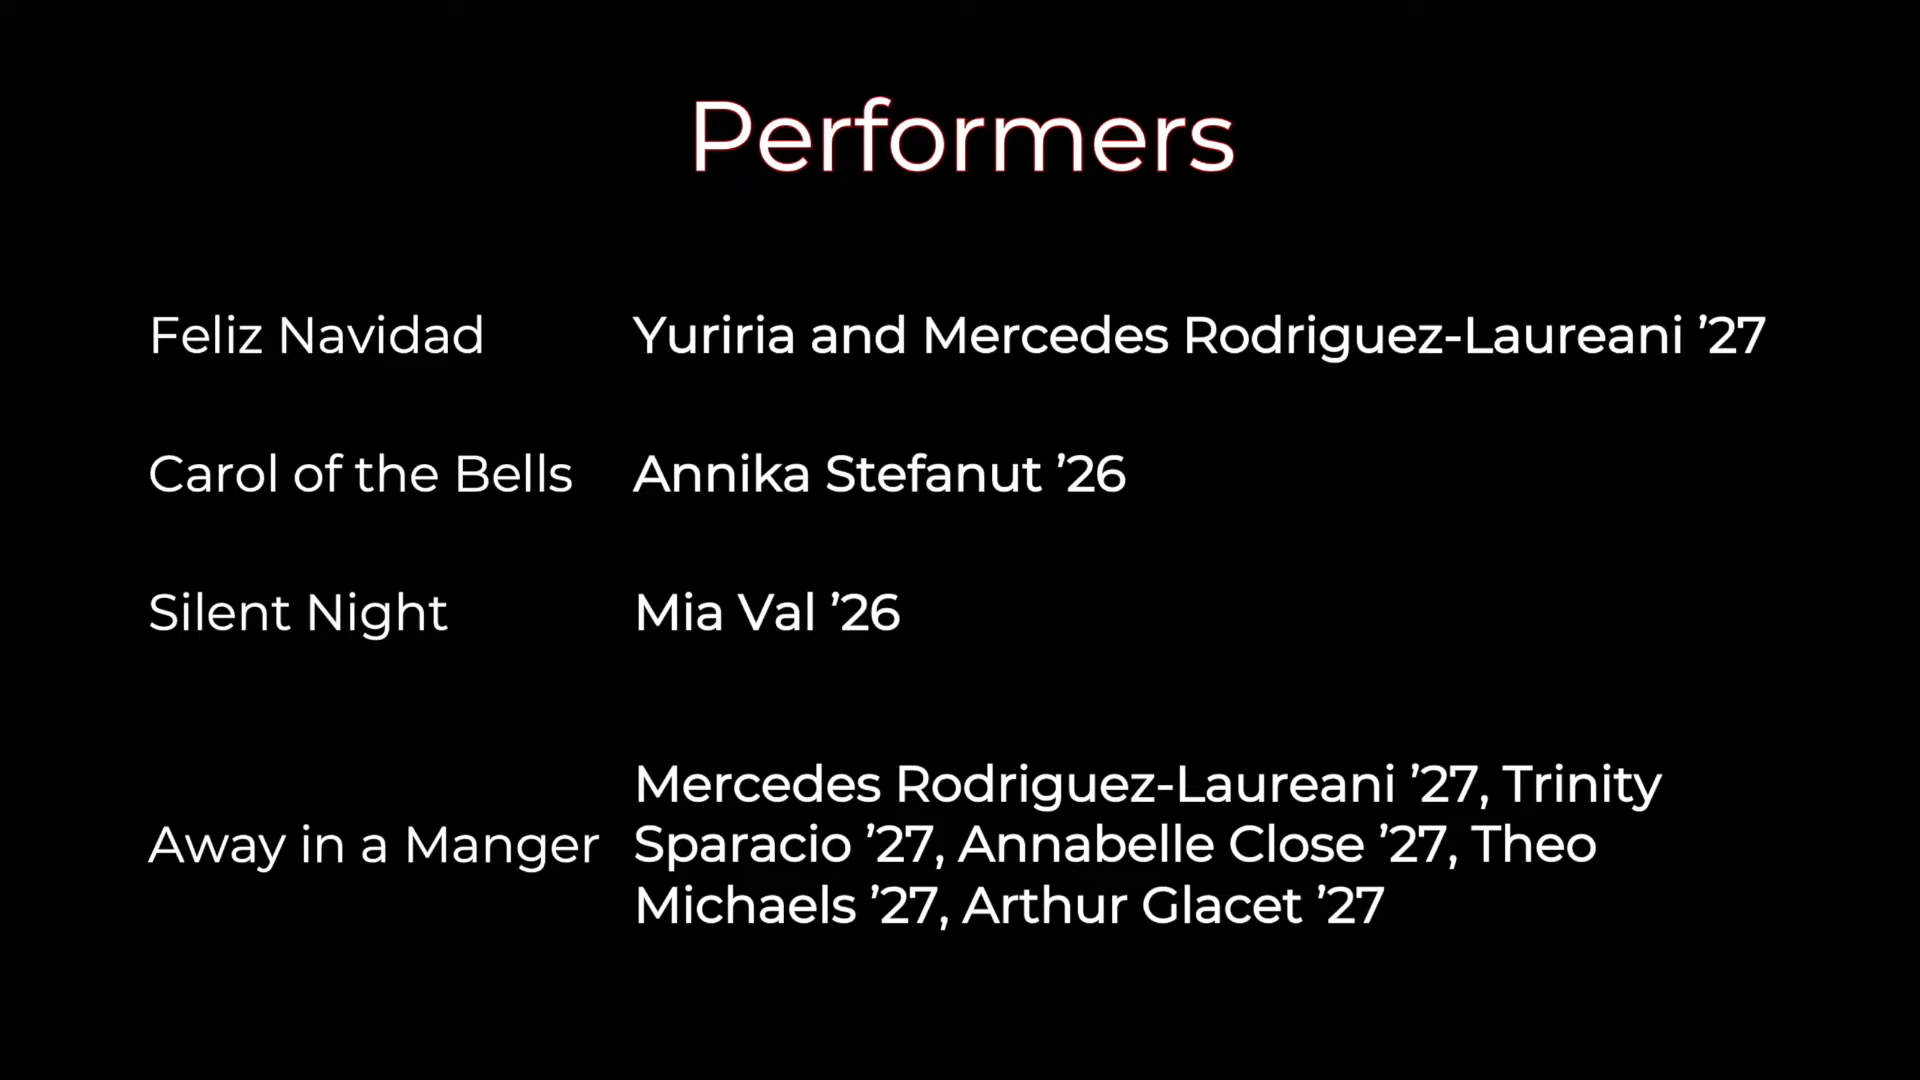 Performers
Feliz Navidad Yuriria and Mercedes Rodriguez-Laureani ’27
Carol of the Bells Annika Stefanut ’26
Silent Night Mia Val ’26
Away in a Manger Mercedes Rodriguez-Laureani ’27, Trinity
Sparacio ’27, Annabelle Close ’27, Theo
Michaels ’27, Arthur Glacet ’27